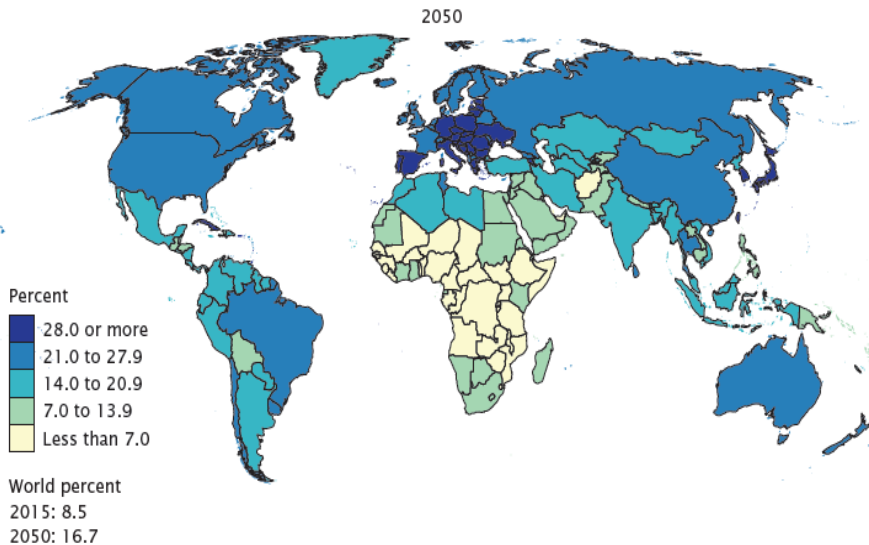 2050
Percent
28.0 or more
21.0 to 27.9
14.0 to 20.9
7.0 to 13.9
Less than 7.0
World percent
2015: 8.5
2050: 16.7